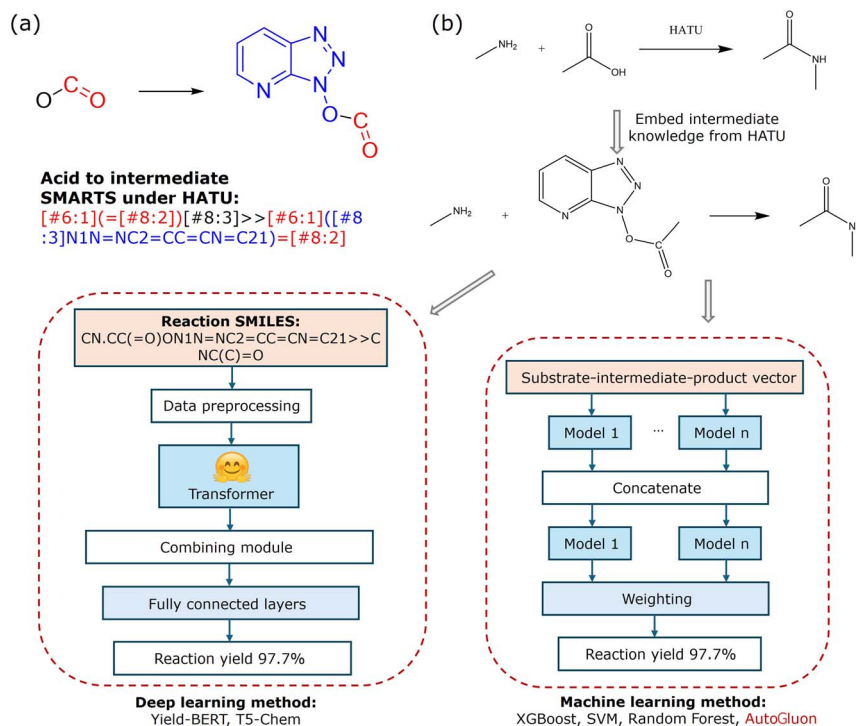 (a)
O
C
O
N
N
N
N
O
C
O
Acid to intermediate
SMARTS under HATU:
[#6:1](=[#8:2])[#8:3]>>[#6:1]([#8
:3]N1N=NC2=CC=CN=C21)=[#8:2]
(b)
NH2
+
O
OH
HATU
O
NH
Embed intermediate
knowledge from HATU
NH2
+
N
N
N
N
O
C
O
O
N
Reaction SMILES:
CN.CC(=O)ON1N=NC2=CC=CN=C21>>C
NC(C)=O
Data preprocessing
Transformer
Combining module
Fully connected layers
Reaction yield 97.7%
Deep learning method:
Yield-BERT, T5-Chem
Substrate-intermediate-product vector
Model 1 ... Model n
Concatenate
Model 1 Model n
Weighting
Reaction yield 97.7%
Machine learning method:
XGBoost, SVM, Random Forest, AutoGluon